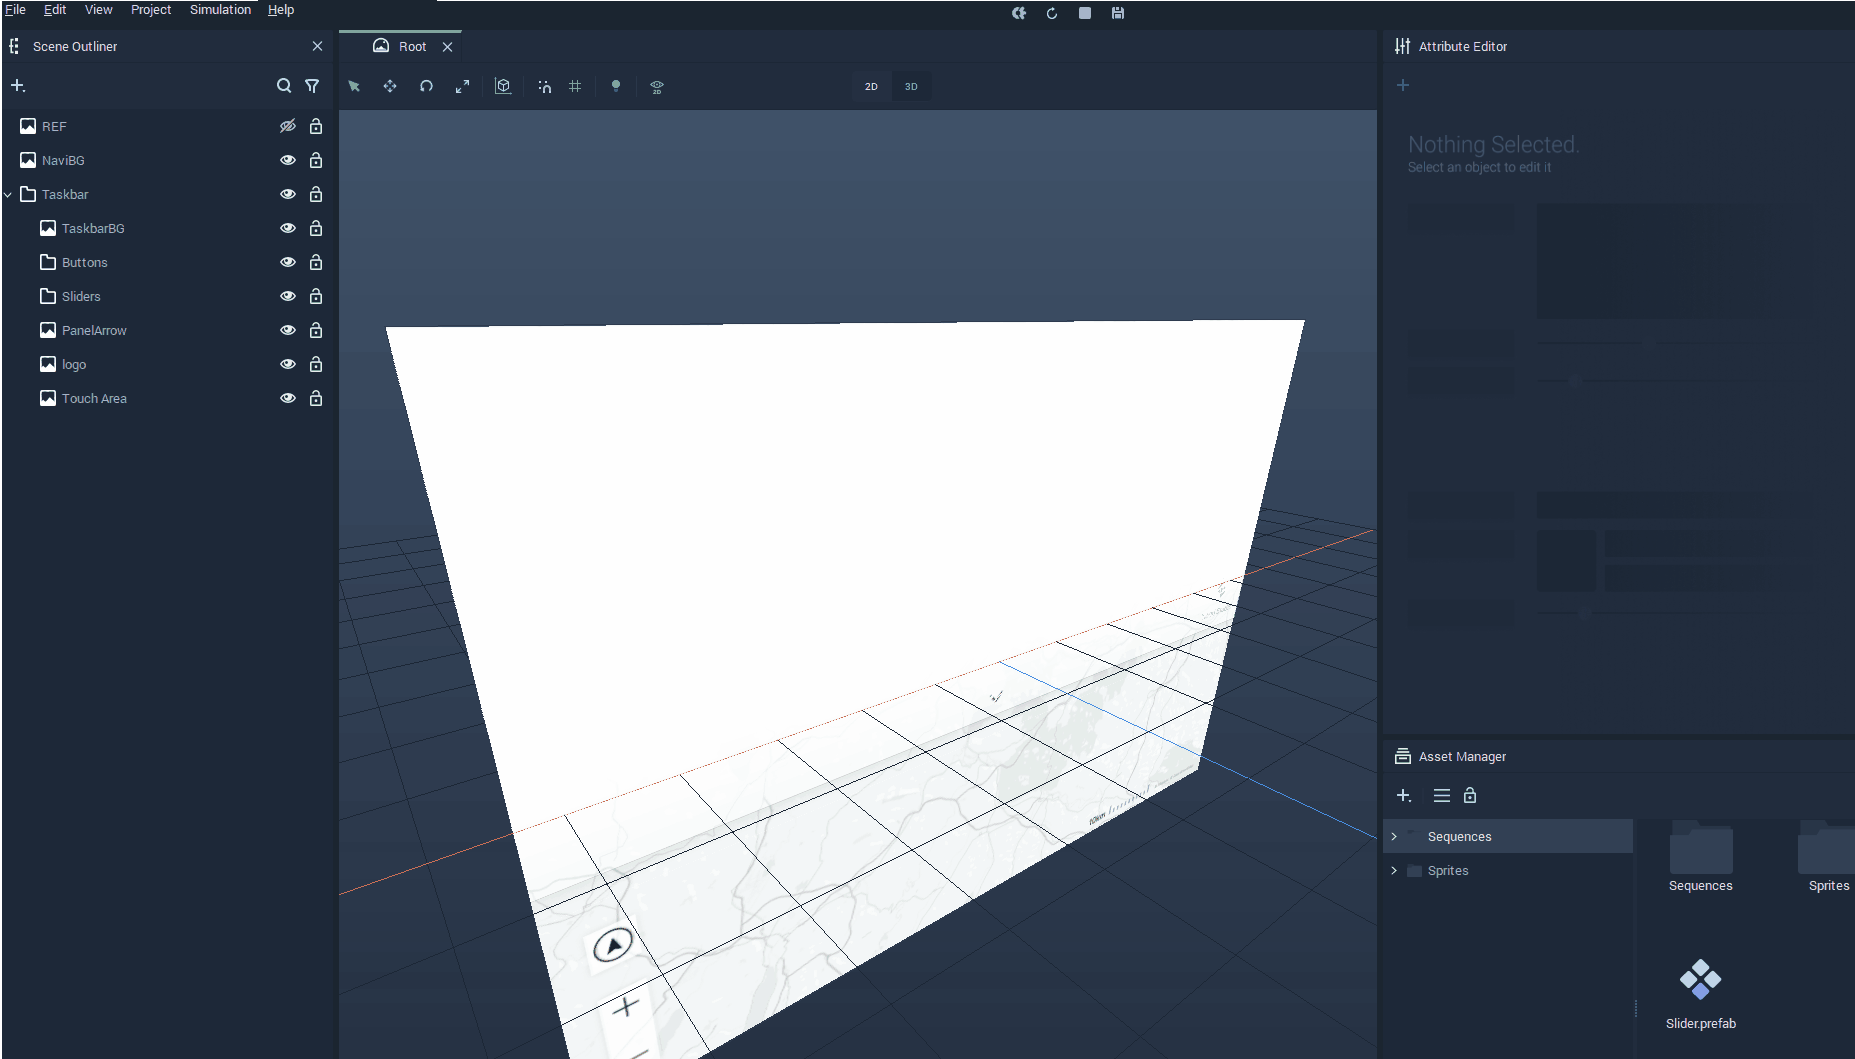 File Edit View Project Simulation Help
Scene Outliner
Root
Attribute Editor
2D 3D
2D
Nothing Selected.
Select an object to edit it
REF
NaviBG
Taskbar
TaskbarBG
Buttons
Sliders
PanelArrow
logo
Touch Area
10km
Asset Manager
Sequences
Sprites
Sequences
Sprites
Slider.prefab